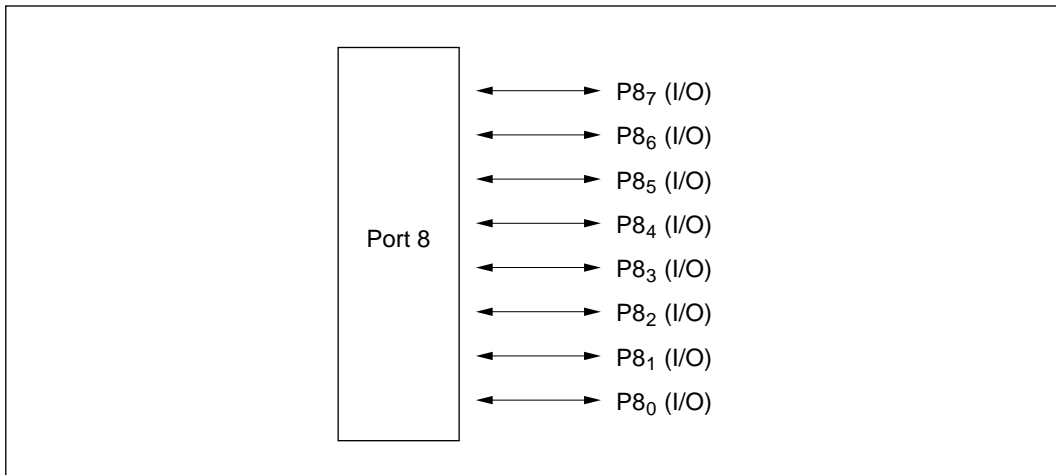 P8₇ (I/O)
P8₆ (I/O)
P8₅ (I/O)
P8₄ (I/O)
Port 8
P8₃ (I/O)
P8₂ (I/O)
P8₁ (I/O)
P8₀ (I/O)